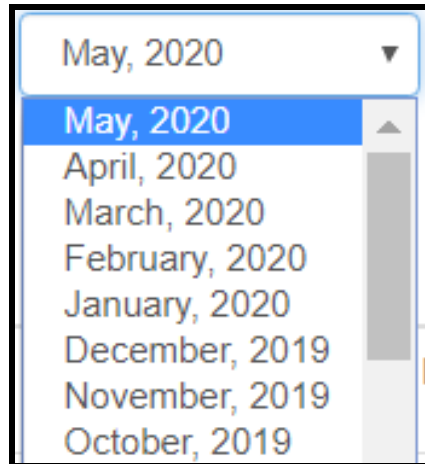 May, 2020
May, 2020
April, 2020
March, 2020
February, 2020
January, 2020
December, 2019
November, 2019
October, 2019